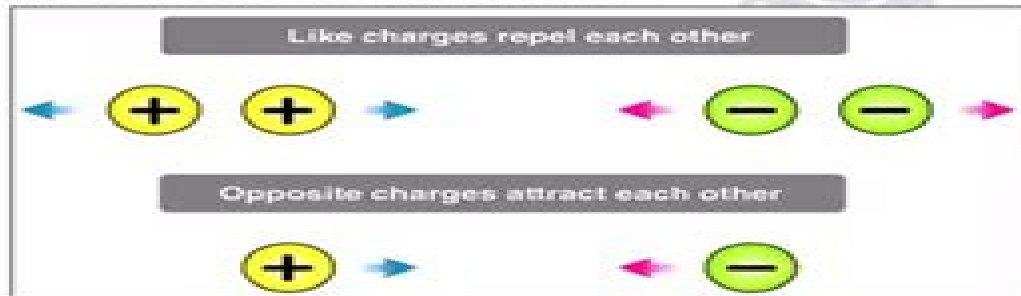 Like charges repel each other
+ + − −
Opposite charges attract each other
+ −